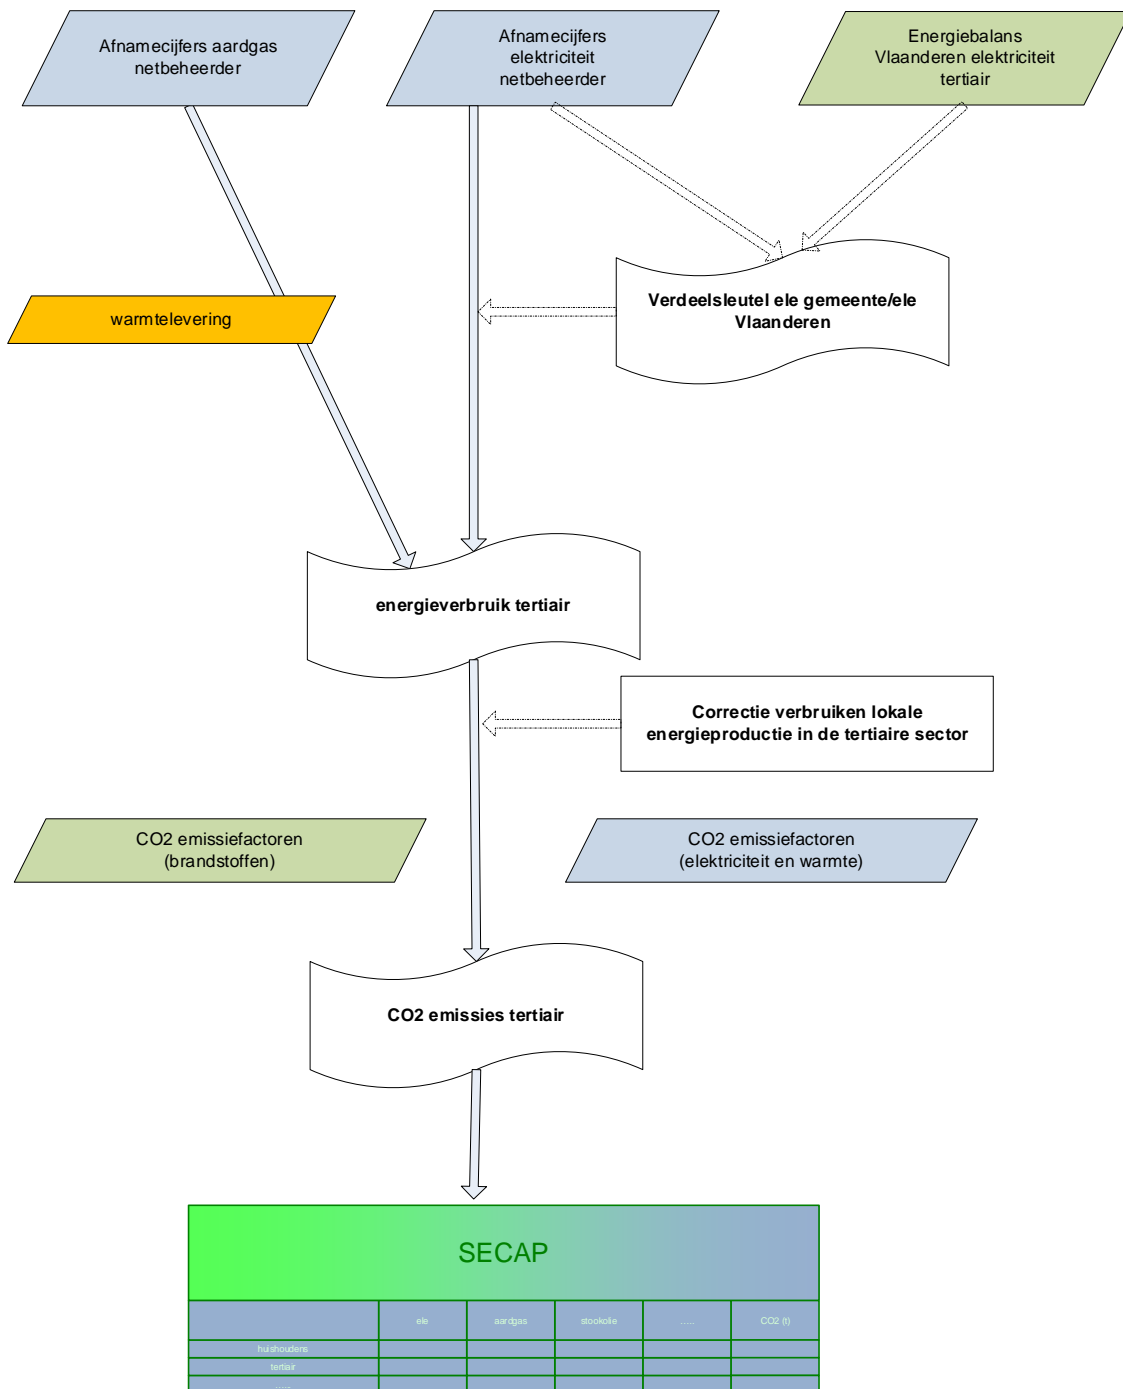 Afnamecijfers aardgas
netbeheerder
Afnamecijfers
elektriciteit
netbeheerder
Energiebalans
Vlaanderen elektriciteit
tertiair
Verdeelsleutel ele gemeente/ele
Vlaanderen
warmtelevering
energieverbruik tertiair
Correctie verbruiken lokale
energieproductie in de tertiaire sector
CO2 emissiefactoren
(brandstoffen)
CO2 emissiefactoren
(elektriciteit en warmte)
CO2 emissies tertiair
SECAP
ele aardgas stookolie ..... CO2 (t)
huishoudens
tertiair
......